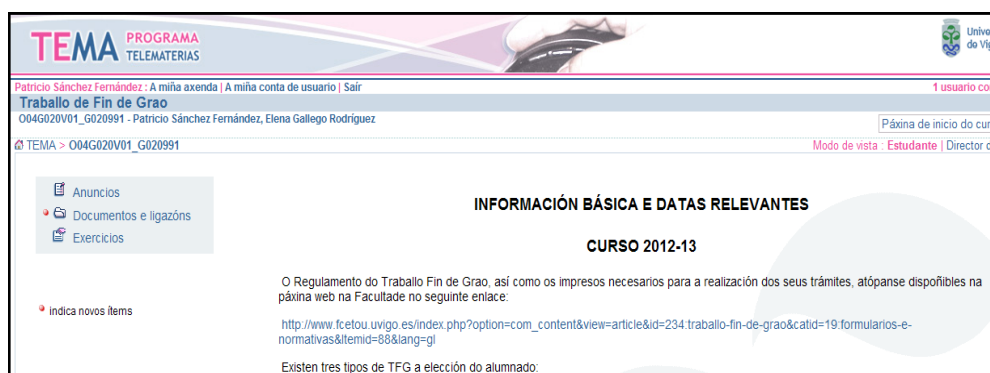 TEMA PROGRAMA TELEMATERIAS
Patricio Sánchez Fernández : A miña axenda | A miña conta de usuario | Saír
1 usuario co
Traballo de Fin de Grao
O04G020V01_G020991 - Patricio Sánchez Fernández, Elena Gallego Rodríguez
Páxina de inicio do cur
TEMA > O04G020V01_G020991
Modo de vista : Estudante | Director
Anuncios
Documentos e ligazóns
Exercicios
indica novos ítems
INFORMACIÓN BÁSICA E DATAS RELEVANTES
CURSO 2012-13
O Regulamento do Traballo Fin de Grao, así como os impresos necesarios para a realización dos seus trámites, atópanse dispoñibles na
páxina web na Facultade no seguinte enlace:
http://www.fcetou.uvigo.es/index.php?option=com_content&view=article&id=234:traballo-fin-de-grao&catid=19:formularios-e-
normativas&Itemid=88&lang=gl
Existen tres tipos de TFG a elección do alumnado: